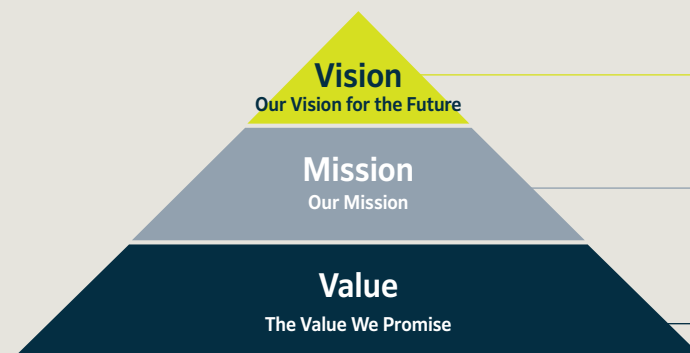 Vision
Our Vision for the Future
Mission
Our Mission
Value
The Value We Promise